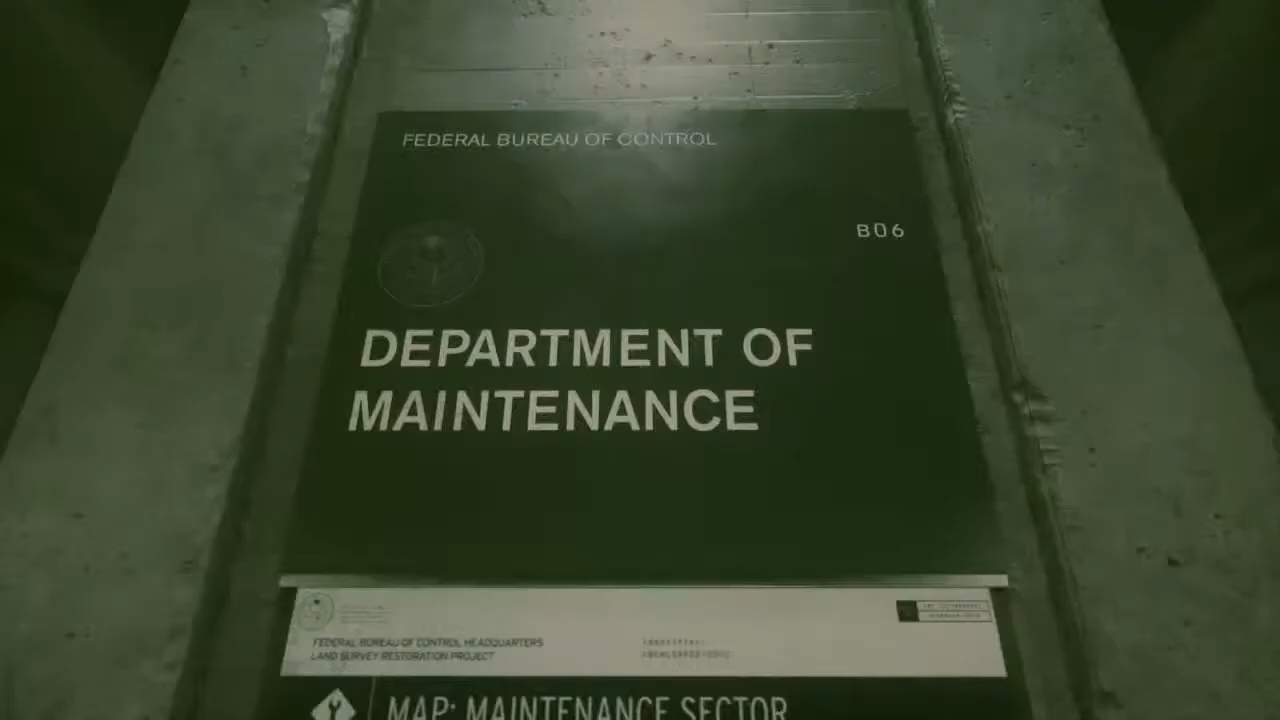 FEDERAL BUREAU OF CONTROL
B06
DEPARTMENT OF
MAINTENANCE
FEDERAL BUREAU OF CONTROL HEADQUARTERS
LAND SURVEY RESTORATION PROJECT
MAP: MAINTENANCE SECTOR